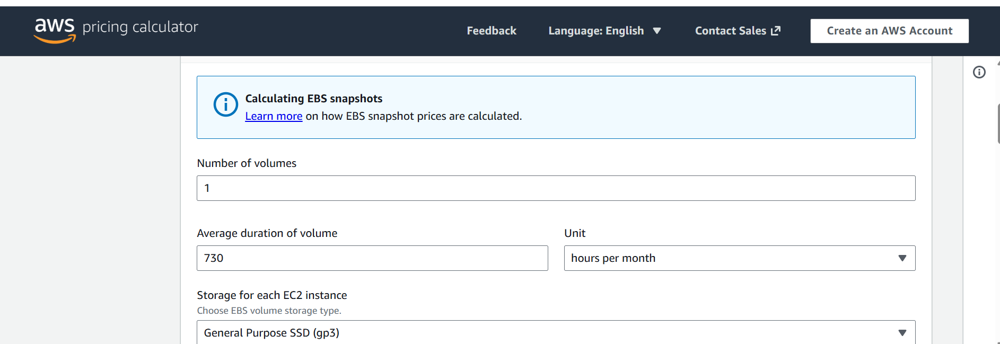 aws pricing calculator
Feedback
Language: English
Contact Sales
Create an AWS Account
Calculating EBS snapshots
Learn more on how EBS snapshot prices are calculated.
Number of volumes
1
Average duration of volume
Unit
730
hours per month
Storage for each EC2 instance
Choose EBS volume storage type.
General Purpose SSD (gp3)